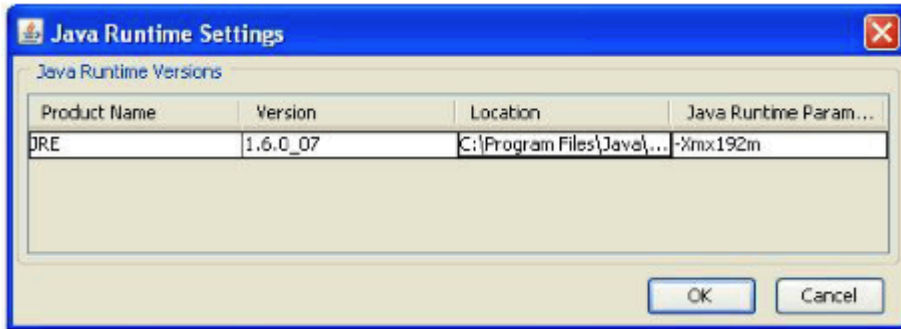 Java Runtime Settings
Java Runtime Versions
Product Name Version Location Java Runtime Param...
JRE 1.6.0_07 C:\Program Files\Java\... -Xmx192m
OK Cancel